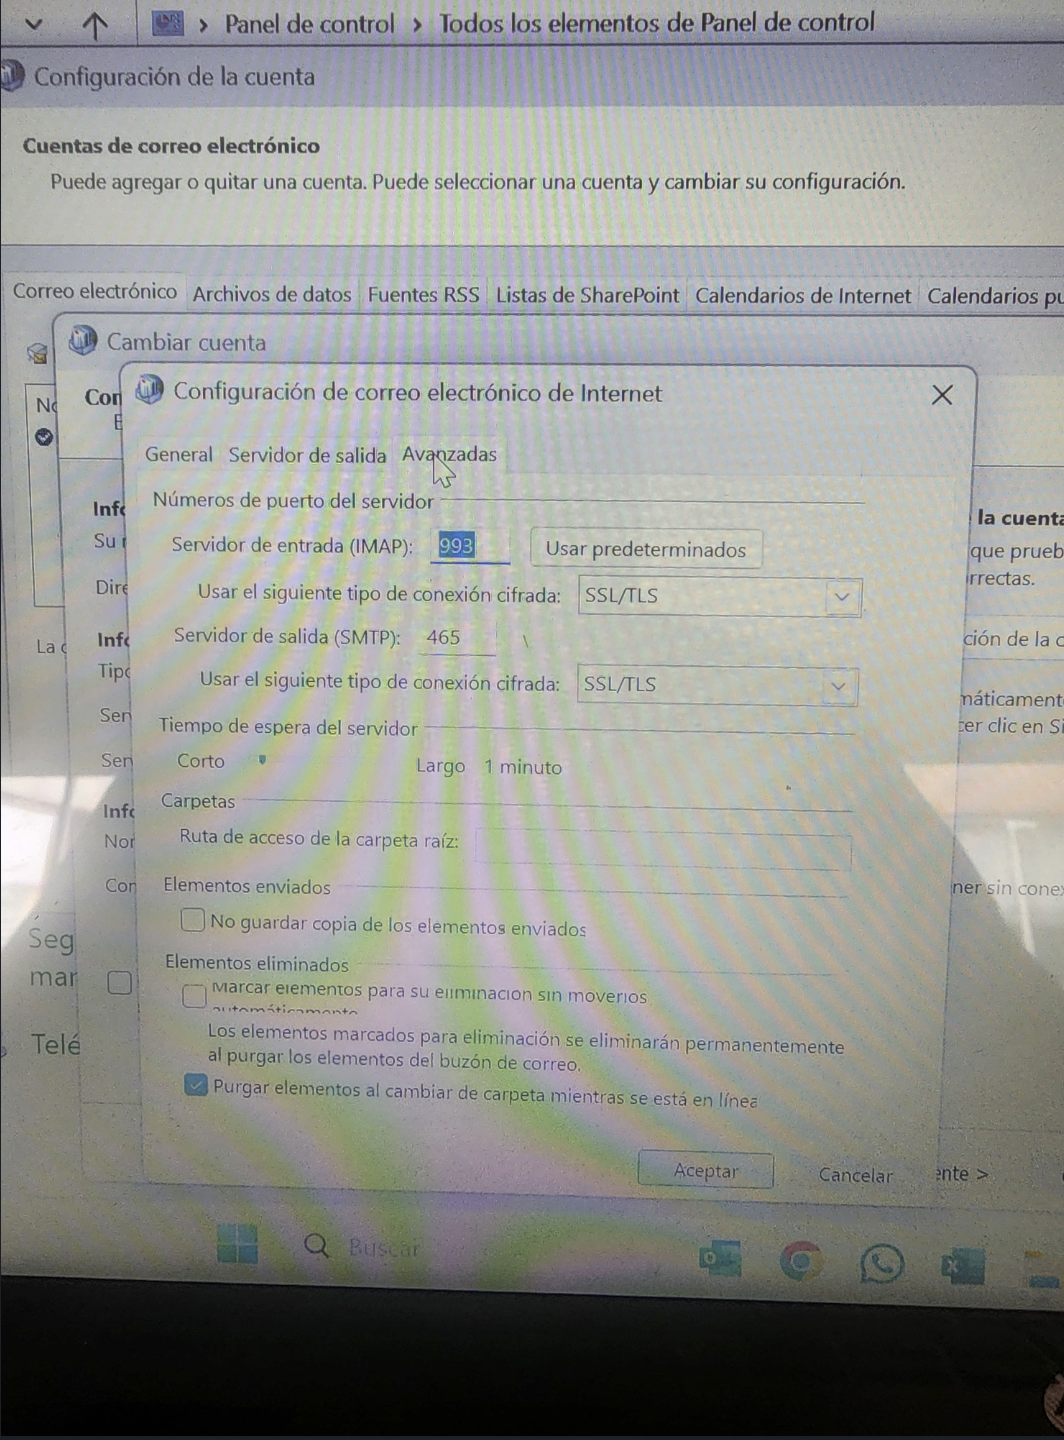 Panel de control > Todos los elementos de Panel de control
Configuración de la cuenta
Cuentas de correo electrónico
Puede agregar o quitar una cuenta. Puede seleccionar una cuenta y cambiar su configuración.
Correo electrónico Archivos de datos Fuentes RSS Listas de SharePoint Calendarios de Internet Calendarios pu
Cambiar cuenta
Con
E
Configuración de correo electrónico de Internet
General Servidor de salida Avanzadas
Números de puerto del servidor
Servidor de entrada (IMAP): 993 Usar predeterminados
Usar el siguiente tipo de conexión cifrada: SSL/TLS
Servidor de salida (SMTP): 465
Usar el siguiente tipo de conexión cifrada: SSL/TLS
Tiempo de espera del servidor
Corto Largo 1 minuto
Carpetas
Ruta de acceso de la carpeta raíz:
Elementos enviados
No guardar copia de los elementos enviados
Elementos eliminados
Marcar elementos para su eliminación sin moverlos
automáticamente
Los elementos marcados para eliminación se eliminarán permanentemente
al purgar los elementos del buzón de correo.
Purgar elementos al cambiar de carpeta mientras se está en línea
Aceptar Cancelar
ente >
Info
Su
Dire
Info
La
Tipo
Ser
Ser
Info
Nor
Cor
Seg
mar
Telé
la cuenta
que prueb
rrectas.
ción de la c
máticament
cer clic en Si
ner sin cone
Buscar